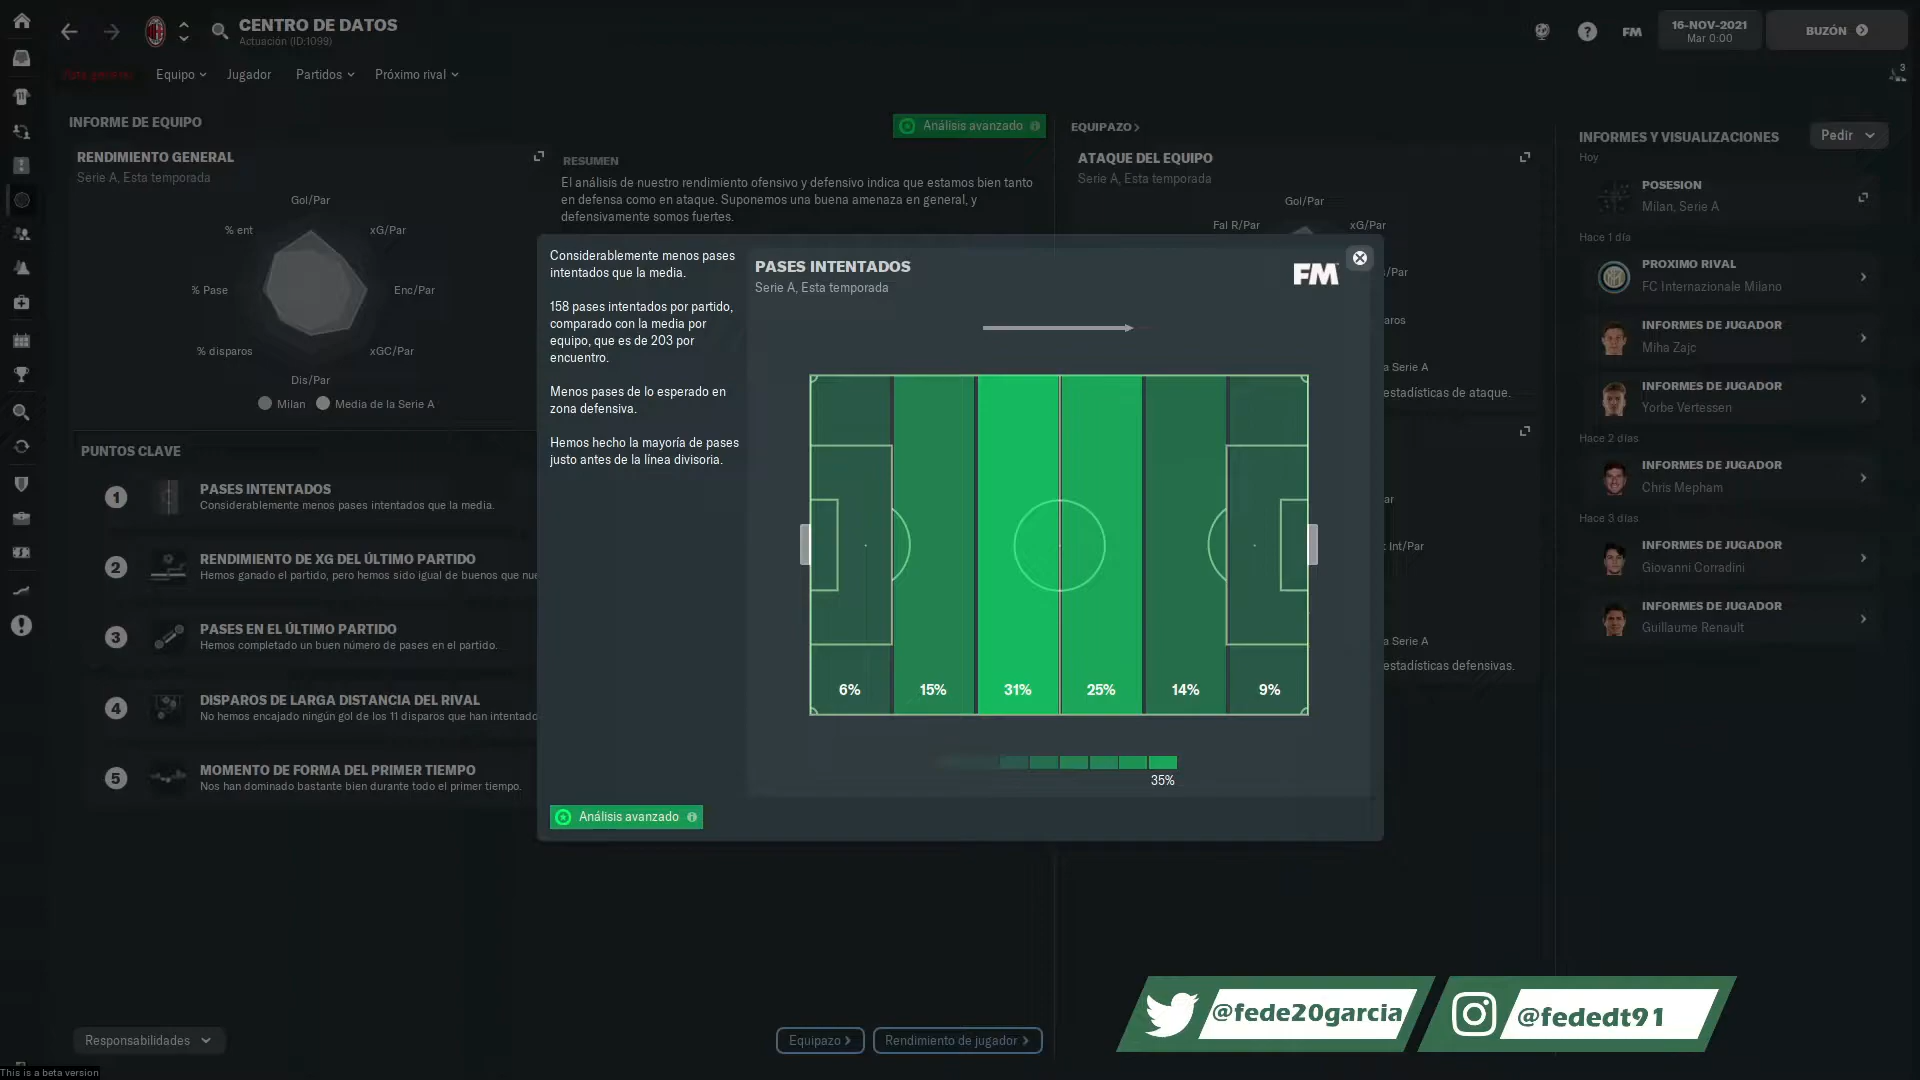 CENTRO DE DATOS
Actuación (ID:1099)
FM
16-NOV-2021
Mar 0:00
BUZÓN
Vista general
Equipo
Jugador
Partidos
Próximo rival
3
INFORME DE EQUIPO
Análisis avanzado
EQUIPAZO
INFORMES Y VISUALIZACIONES
Pedir
RENDIMIENTO GENERAL
Serie A, Esta temporada
RESUMEN
El análisis de nuestro rendimiento ofensivo y defensivo indica que estamos bien tanto
en defensa como en ataque. Suponemos una buena amenaza en general, y
defensivamente somos fuertes.
Gol/Par
% ent
xG/Par
% Pase
Enc/Par
% disparos
xGC/Par
Dis/Par
Milan
Media de la Serie A
ATAQUE DEL EQUIPO
Serie A, Esta temporada
Gol/Par
Fal R/Par
xG/Par
s/Par
aros
a Serie A
estadísticas de ataque.
ar
t Int/Par
a Serie A
estadísticas defensivas.
Considerablemente menos pases
intentados que la media.
158 pases intentados por partido,
comparado con la media por
equipo, que es de 203 por
encuentro.
Menos pases de lo esperado en
zona defensiva.
Hemos hecho la mayoría de pases
justo antes de la línea divisoria.
PASES INTENTADOS
Serie A, Esta temporada
FM
6%
15%
31%
25%
14%
9%
35%
Análisis avanzado
PUNTOS CLAVE
1
PASES INTENTADOS
Considerablemente menos pases intentados que la media.
2
RENDIMIENTO DE XG DEL ÚLTIMO PARTIDO
Hemos ganado el partido, pero hemos sido igual de buenos que nue
3
PASES EN EL ÚLTIMO PARTIDO
Hemos completado un buen número de pases en el partido.
4
DISPAROS DE LARGA DISTANCIA DEL RIVAL
No hemos encajado ningún gol de los 11 disparos que han intentado
5
MOMENTO DE FORMA DEL PRIMER TIEMPO
Nos han dominado bastante bien durante todo el primer tiempo.
Hoy
POSESION
Milan, Serie A
Hace 1 día
PROXIMO RIVAL
FC Internazionale Milano
INFORMES DE JUGADOR
Miha Zajc
INFORMES DE JUGADOR
Yorbe Vertessen
Hace 2 días
INFORMES DE JUGADOR
Chris Mepham
Hace 3 días
INFORMES DE JUGADOR
Giovanni Corradini
INFORMES DE JUGADOR
Guillaume Renault
@fede20garcia
@fededt91
Responsabilidades
Equipazo
Rendimiento de jugador
This is a beta version